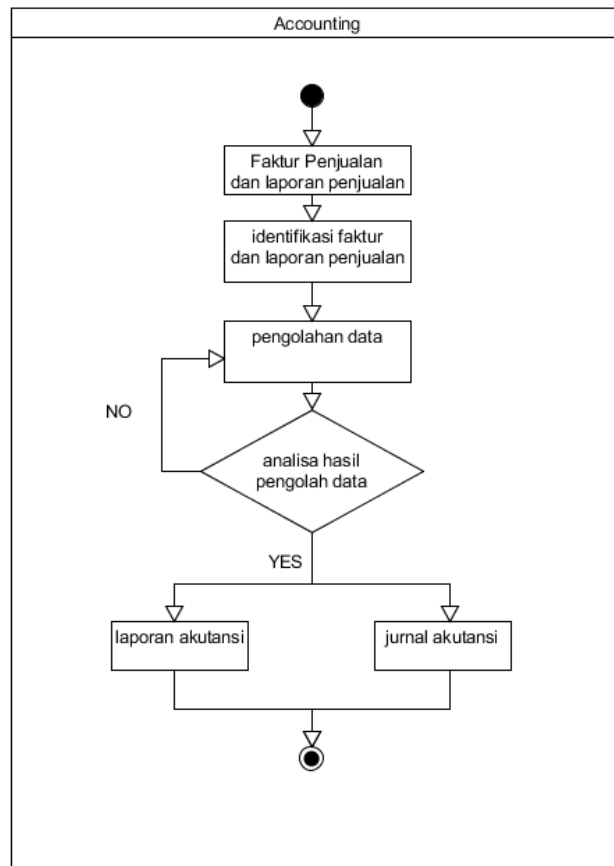 Accounting
Faktur Penjualan
dan laporan penjualan
identifikasi faktur
dan laporan penjualan
pengolahan data
NO
analisa hasil
pengolah data
YES
laporan akutansi
jurnal akutansi